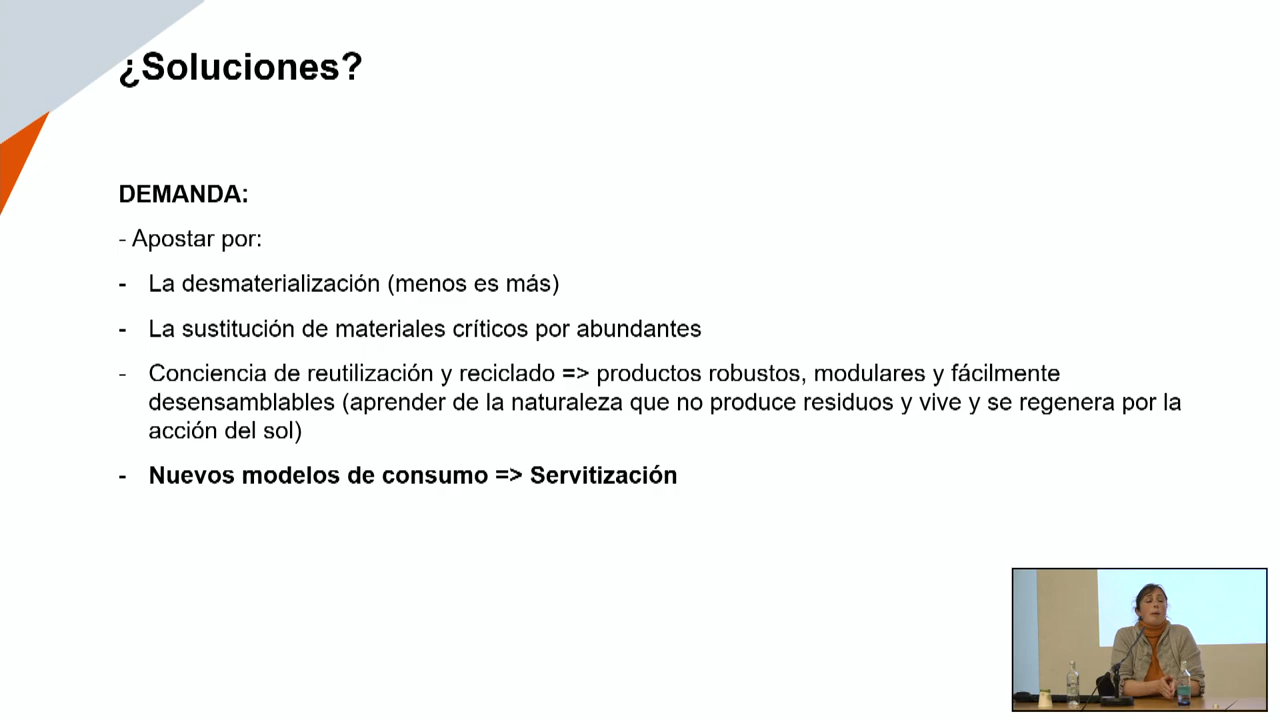 ¿Soluciones?
DEMANDA:
- Apostar por:
- La desmaterialización (menos es más)
- La sustitución de materiales críticos por abundantes
- Conciencia de reutilización y reciclado => productos robustos, modulares y fácilmente
desensamblables (aprender de la naturaleza que no produce residuos y vive y se regenera por la
acción del sol)
- Nuevos modelos de consumo => Servitización